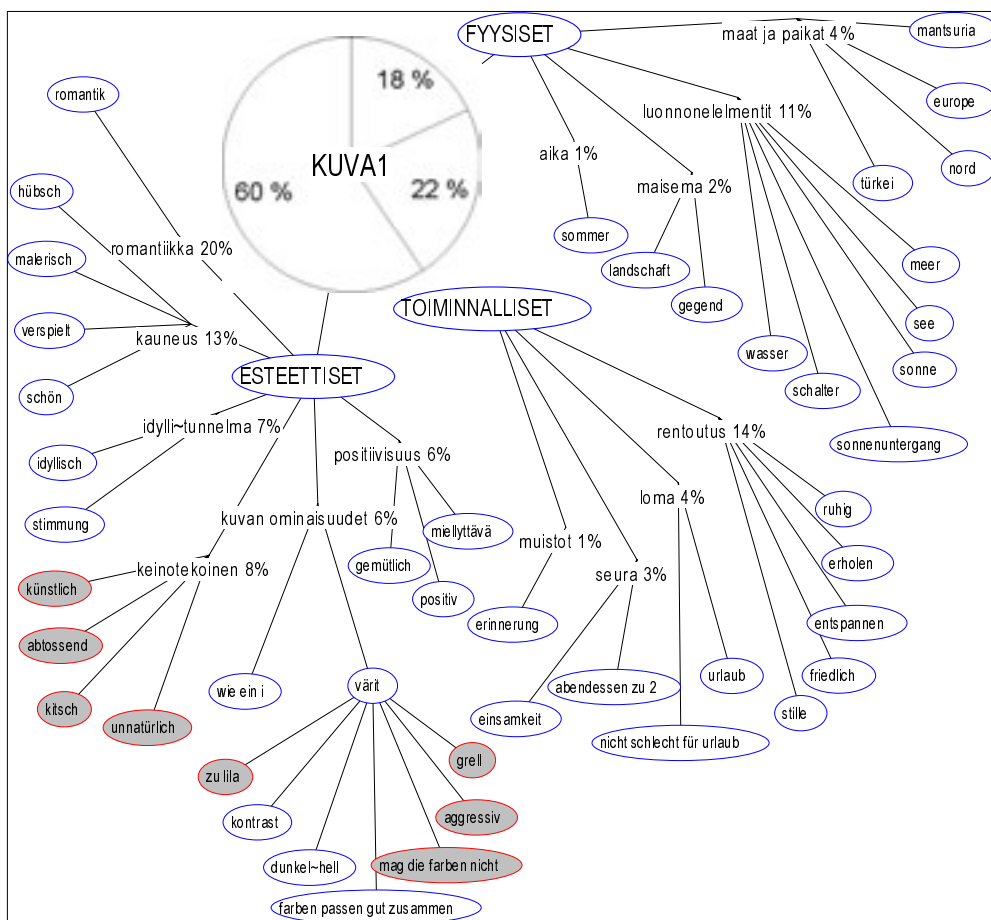 FYYSISET
maat ja paikat 4%
mantsuria
europe
nord
türkei
luonnonelelmentit 11%
aika 1%
maisema 2%
sommer
landschaft
gegend
meer
see
sonne
wasser
schalter
sonnenuntergang
18 %
KUVA1
60 %
22 %
romantik
hübsch
malerisch
romantiikka 20%
verspielt
kauneus 13%
schön
ESTEETTISET
idylli~tunnelma 7%
idyllisch
stimmung
positiivisuus 6%
kuvan ominaisuudet 6%
miellyttävä
gemütlich
positiv
keinotekoinen 8%
künstlich
abtossend
kitsch
unnatürlich
wie ein i
värit
zu lila
grell
kontrast
aggressiv
dunkel~hell
mag die farben nicht
farben passen gut zusammen
TOIMINNALLISET
rentoutus 14%
loma 4%
muistot 1%
seura 3%
ruhig
erholen
entspannen
friedlich
stille
erinnerung
abendessen zu 2
urlaub
einsamkeit
nicht schlecht für urlaub